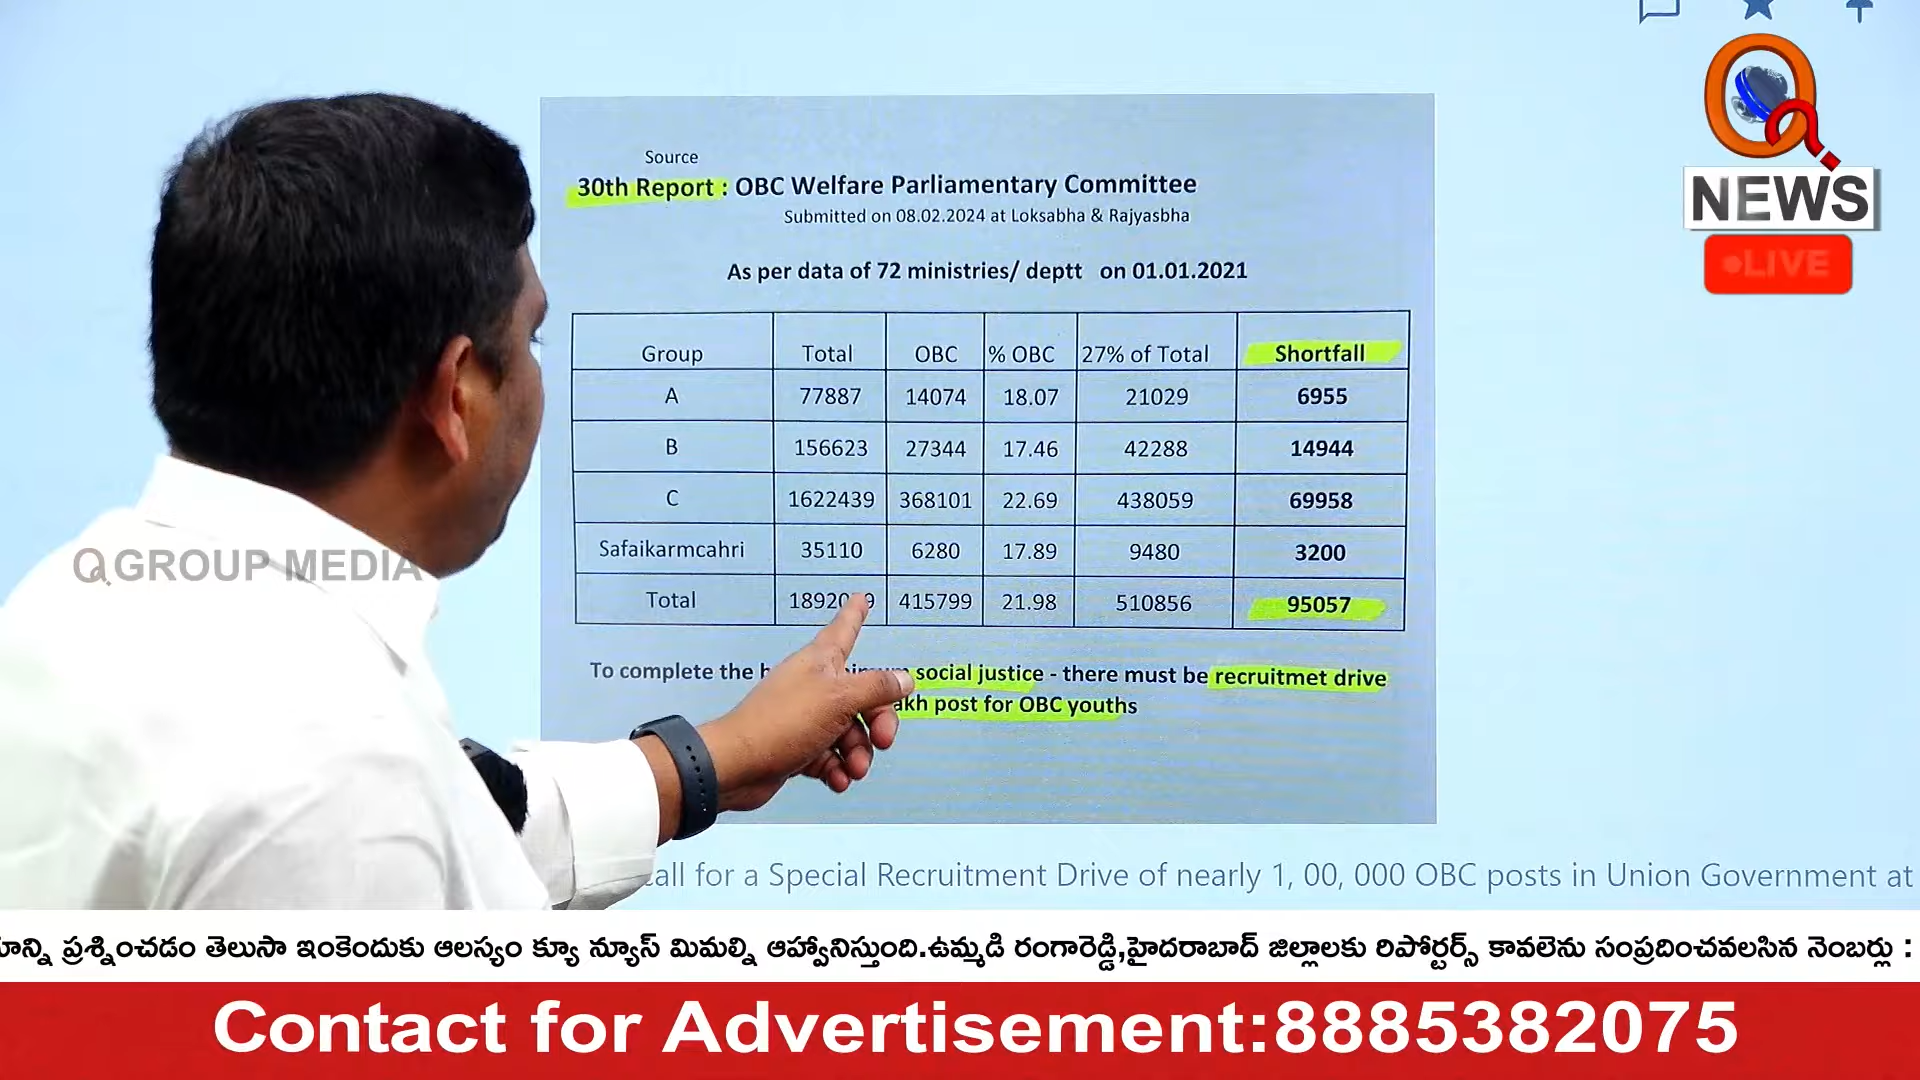 Source
30th Report : OBC Welfare Parliamentary Committee
Submitted on 08.02.2024 at Loksabha & Rajyasbha
As per data of 72 ministries/ deptt on 01.01.2021
Group Total OBC % OBC 27% of Total Shortfall
A 77887 14074 18.07 21029 6955
B 156623 27344 17.46 42288 14944
C 1622439 368101 22.69 438059 69958
Safaikarmcahri 35110 6280 17.89 9480 3200
Total 415799 21.98 510856 95057
To complete the social justice - there must be recruitmet drive
post for OBC youths
call for a Special Recruitment Drive of nearly 1, 00, 000 OBC posts in Union Government at
Q
NEWS
LIVE
Q GROUP MEDIA
ప్రశ్నించడం తెలుసా ఇంకెందుకు ఆలస్యం క్యూ న్యూస్ మిమల్ని ఆహ్వానిస్తుంది.ఉమ్మడి రంగారెడ్డి,హైదరాబాద్ జిల్లాలకు రిపోర్టర్స్ కావలెను సంప్రదించవలసిన నెంబర్లు :
Contact for Advertisement:8885382075